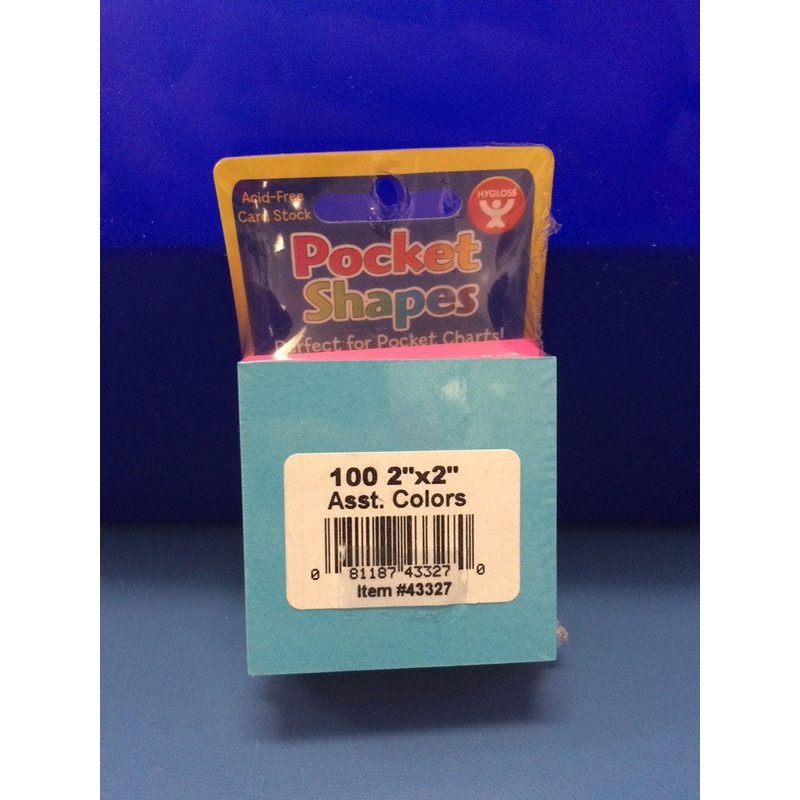 Acid-Free
Card Stock
HYGLOSS
Pocket
Shapes
Perfect for Pocket Charts!
100 2"x2"
Asst. Colors
0 81187 43327 0
Item #43327